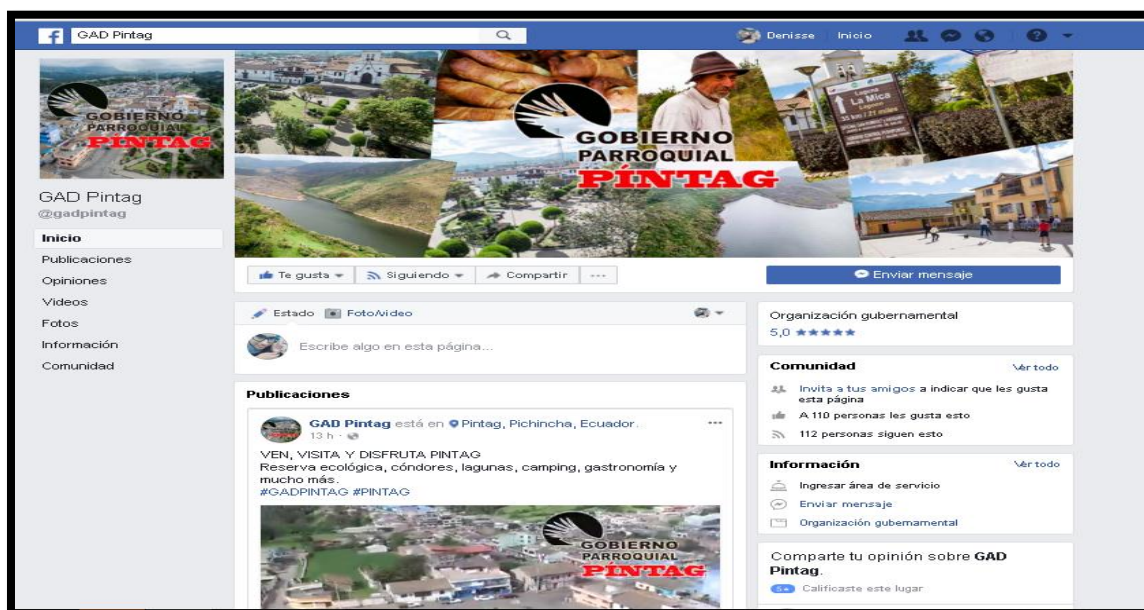 GAD Pintag
Denisse
Inicio
GOBIERNO
PARROQUIAL
PÍNTAG
GAD Pintag
@gadpintag
Inicio
Publicaciones
Opiniones
Videos
Fotos
Información
Comunidad
Laguna
La Mica
GOBIERNO
PARROQUIAL
PÍNTAG
Te gusta
Siguiendo
Compartir
Enviar mensaje
Estado
Foto/video
Escribe algo en esta página...
Publicaciones
GAD Pintag está en Pintag, Pichincha, Ecuador.
13 h
VEN, VISITA Y DISFRUTA PINTAG
Reserva ecológica, cóndores, lagunas, camping, gastronomía y
mucho más.
#GADPINTAG #PINTAG
GOBIERNO
PARROQUIAL
PÍNTAG
Organización gubernamental
5,0 ★★★★★
Comunidad
Ver todo
Invita a tus amigos a indicar que les gusta
esta página
A 110 personas les gusta esto
112 personas siguen esto
Información
Ver todo
Ingresar área de servicio
Enviar mensaje
Organización gubernamental
Comparte tu opinión sobre GAD
Pintag.
5★ Calificaste este lugar